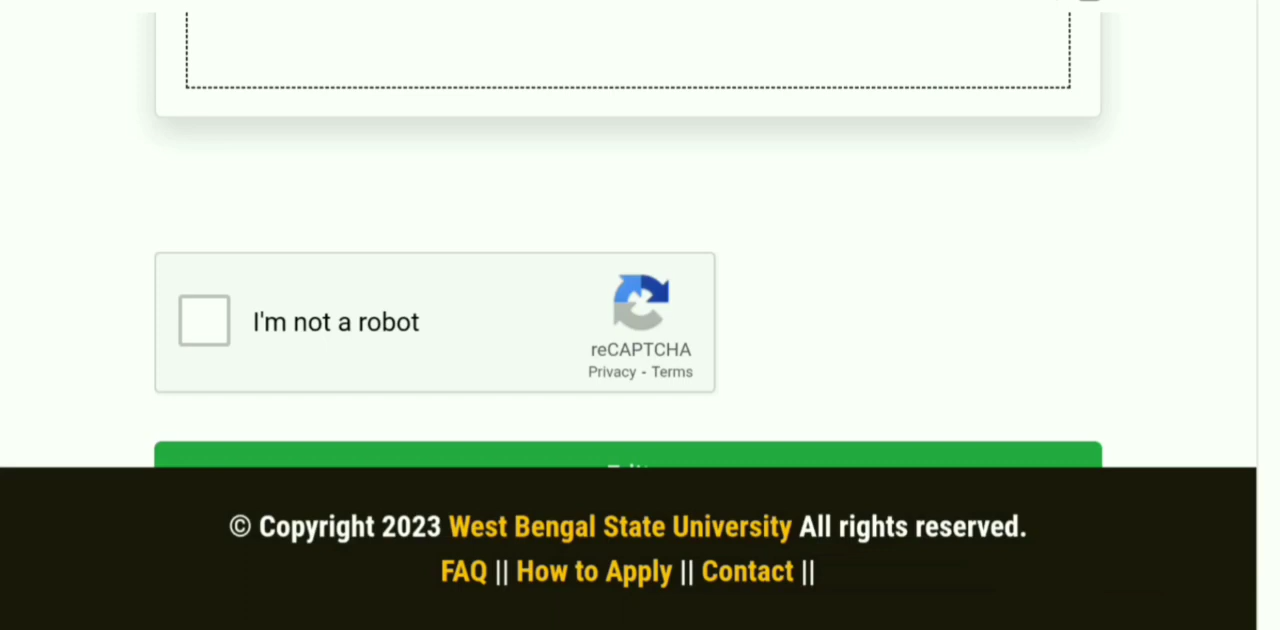 I'm not a robot
reCAPTCHA
Privacy - Terms
© Copyright 2023 West Bengal State University All rights reserved.
FAQ || How to Apply || Contact ||